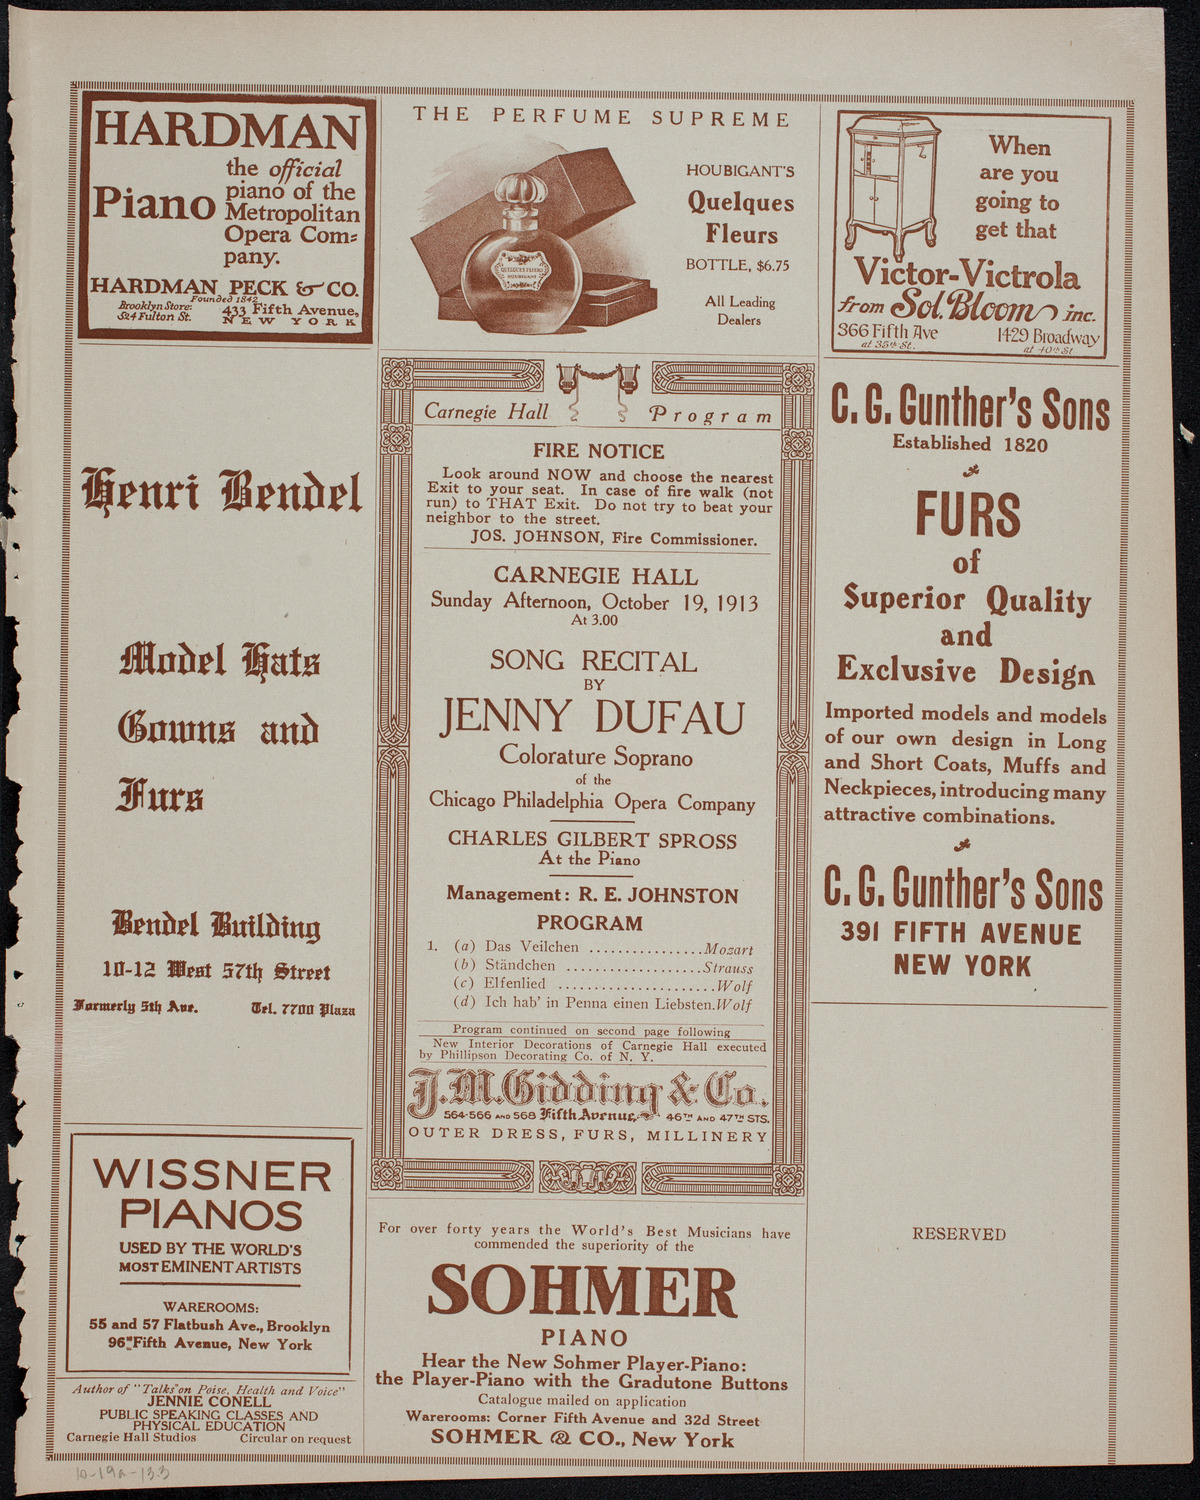 HARDMAN
Piano
the official
piano of the
Metropolitan
Opera Com=
pany.
HARDMAN, PECK & CO.
Founded 1842
Brooklyn Store:
524 Fulton St.
433 Fifth Avenue,
NEW YORK
THE PERFUME SUPREME
QUELQUES FLEURS
HOUBIGANT
HOUBIGANT'S
Quelques
Fleurs
BOTTLE, $6.75
All Leading
Dealers
When
are you
going to
get that
Victor-Victrola
from Sol. Bloom inc.
366 Fifth Ave
at 35th St.
1429 Broadway
at 40th St
Henri Bendel
Model Hats
Gowns and
Furs
Bendel Building
10-12 West 57th Street
Formerly 5th Ave. Tel. 7700 Plaza
WISSNER
PIANOS
USED BY THE WORLD'S
MOST EMINENT ARTISTS
WAREROOMS:
55 and 57 Flatbush Ave., Brooklyn
96 Fifth Avenue, New York
Author of "Talks" on Poise, Health and Voice"
JENNIE CONELL
PUBLIC SPEAKING CLASSES AND
PHYSICAL EDUCATION
Carnegie Hall Studios Circular on request
Carnegie Hall Program
FIRE NOTICE
Look around NOW and choose the nearest
Exit to your seat. In case of fire walk (not
run) to THAT Exit. Do not try to beat your
neighbor to the street.
JOS. JOHNSON, Fire Commissioner.
CARNEGIE HALL
Sunday Afternoon, October 19, 1913
At 3.00
SONG RECITAL
BY
JENNY DUFAU
Colorature Soprano
of the
Chicago Philadelphia Opera Company
CHARLES GILBERT SPROSS
At the Piano
Management: R. E. JOHNSTON
PROGRAM
1. (a) Das Veilchen ...............Mozart
(b) Ständchen ..................Strauss
(c) Elfenlied ......................Wolf
(d) Ich hab' in Penna einen Liebsten.Wolf
Program continued on second page following
New Interior Decorations of Carnegie Hall executed
by Phillipson Decorating Co. of N. Y.
J. M. Gidding & Co.
564-566 AND 568 Fifth Avenue, 46TH AND 47TH STS.
OUTER DRESS, FURS, MILLINERY
For over forty years the World's Best Musicians have
commended the superiority of the
SOHMER
PIANO
Hear the New Sohmer Player-Piano:
the Player-Piano with the Gradutone Buttons
Catalogue mailed on application
Warerooms: Corner Fifth Avenue and 32d Street
SOHMER & CO., New York
C. G. Gunther's Sons
Established 1820
FURS
of
Superior Quality
and
Exclusive Design
Imported models and models
of our own design in Long
and Short Coats, Muffs and
Neckpieces, introducing many
attractive combinations.
C. G. Gunther's Sons
391 FIFTH AVENUE
NEW YORK
RESERVED
10-19a-13.3